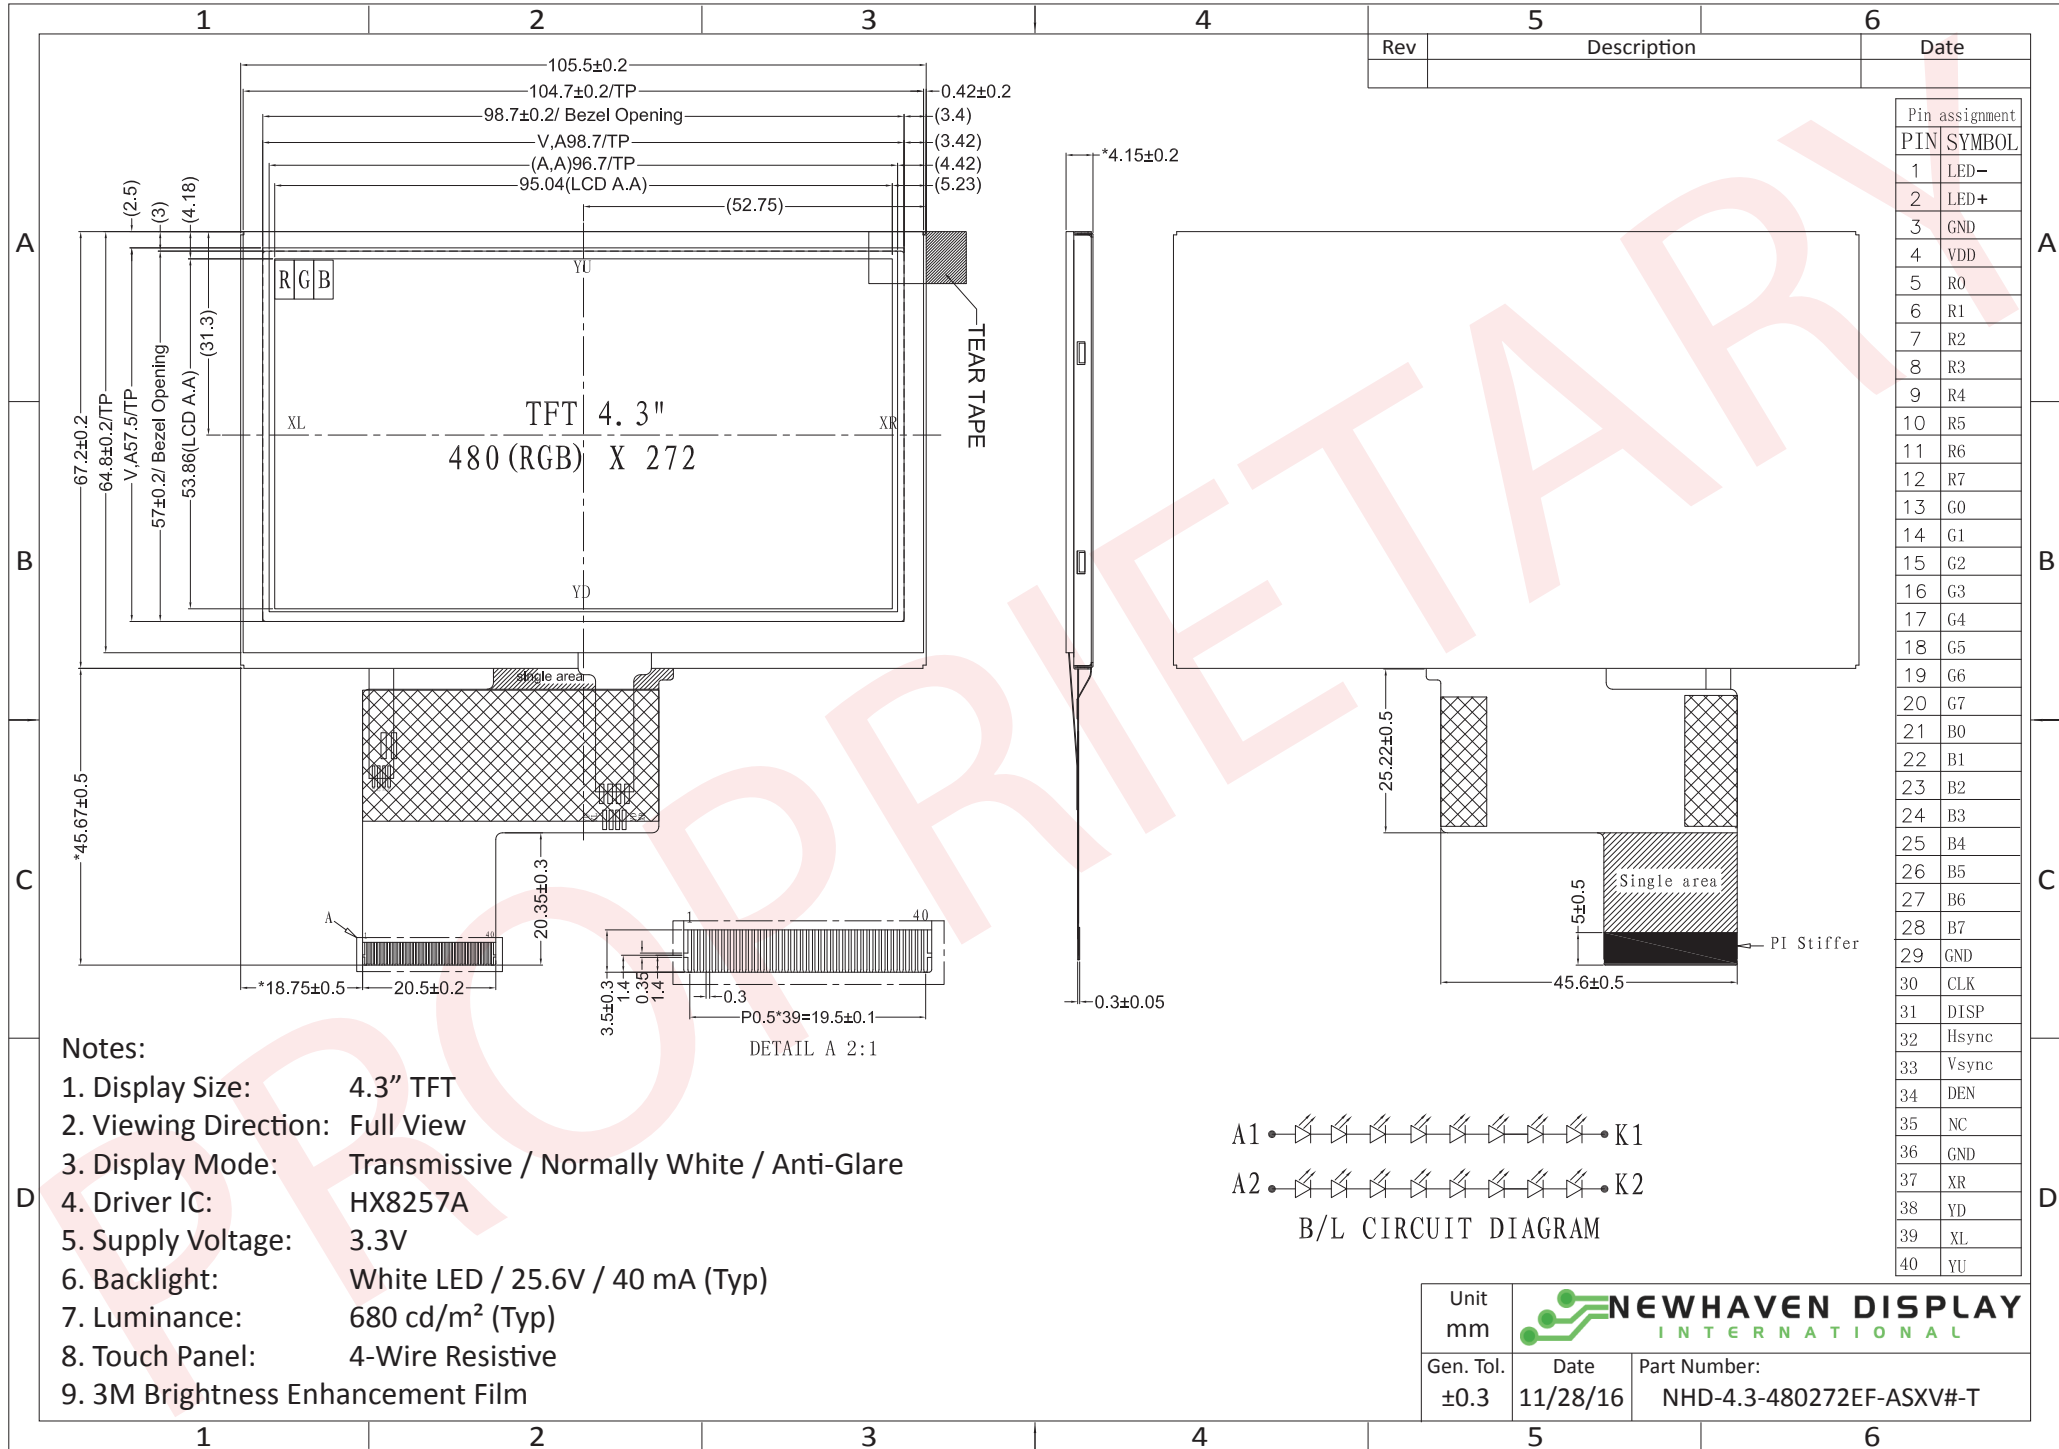 1 2 3 4 5 6
Rev Description Date
105.5±0.2
104.7±0.2/TP
0.42±0.2
98.7±0.2/ Bezel Opening
(3.4)
V,A98.7/TP
(3.42)
(A,A)96.7/TP
(4.42)
95.04(LCD A.A)
(5.23)
(52.75)
*4.15±0.2
(2.5)
(3)
(4.18)
(31.3)
67.2±0.2
64.8±0.2/TP
V,A57.5/TP
57±0.2/ Bezel Opening
53.86(LCD A.A)
A
B
C
D
R G B
YU
XL
XR
YD
TFT 4.3"
480(RGB) X 272
TEAR TAPE
single area
*45.67±0.5
20.35±0.3
A
1 40
*18.75±0.5
20.5±0.2
1 40
3.5±0.3
1.4
0.35
1.4
0.3
P0.5*39=19.5±0.1
DETAIL A 2:1
0.3±0.05
25.22±0.5
5±0.5
Single area
PI Stiffer
45.6±0.5
Pin assignment
PIN SYMBOL
1 LED-
2 LED+
3 GND
4 VDD
5 R0
6 R1
7 R2
8 R3
9 R4
10 R5
11 R6
12 R7
13 G0
14 G1
15 G2
16 G3
17 G4
18 G5
19 G6
20 G7
21 B0
22 B1
23 B2
24 B3
25 B4
26 B5
27 B6
28 B7
29 GND
30 CLK
31 DISP
32 Hsync
33 Vsync
34 DEN
35 NC
36 GND
37 XR
38 YD
39 XL
40 YU
A
B
C
D
PROPRIETARY
Notes:
1. Display Size: 4.3” TFT
2. Viewing Direction: Full View
3. Display Mode: Transmissive / Normally White / Anti-Glare
4. Driver IC: HX8257A
5. Supply Voltage: 3.3V
6. Backlight: White LED / 25.6V / 40 mA (Typ)
7. Luminance: 680 cd/m² (Typ)
8. Touch Panel: 4-Wire Resistive
9. 3M Brightness Enhancement Film
A1 K1
A2 K2
B/L CIRCUIT DIAGRAM
Unit
mm
NEWHAVEN DISPLAY
INTERNATIONAL
Gen. Tol.
±0.3
Date
11/28/16
Part Number:
NHD-4.3-480272EF-ASXV#-T
1 2 3 4 5 6